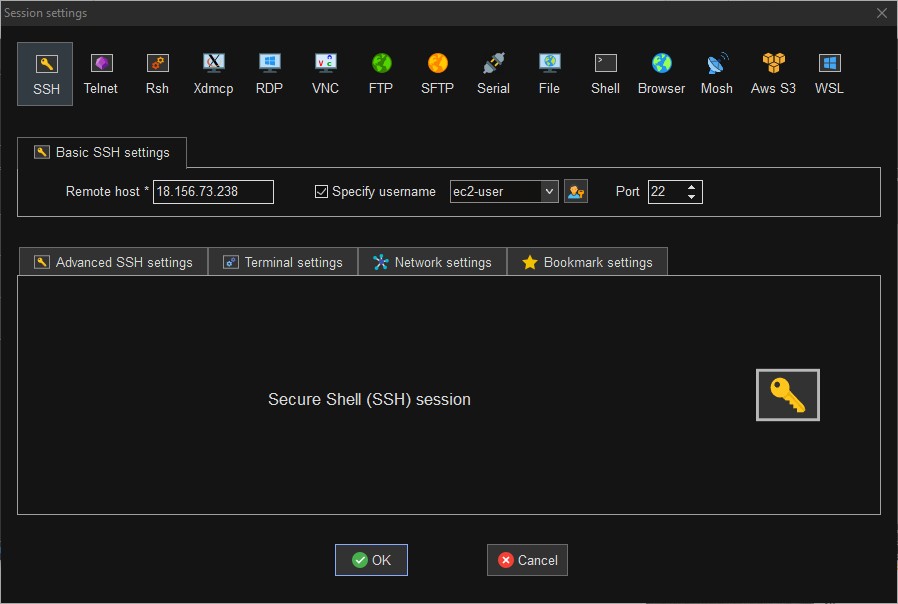 Session settings
SSH Telnet Rsh Xdmcp RDP VNC FTP SFTP Serial File Shell Browser Mosh Aws S3 WSL
Basic SSH settings
Remote host * 18.156.73.238 Specify username ec2-user Port 22
Advanced SSH settings Terminal settings Network settings Bookmark settings
Secure Shell (SSH) session
OK Cancel